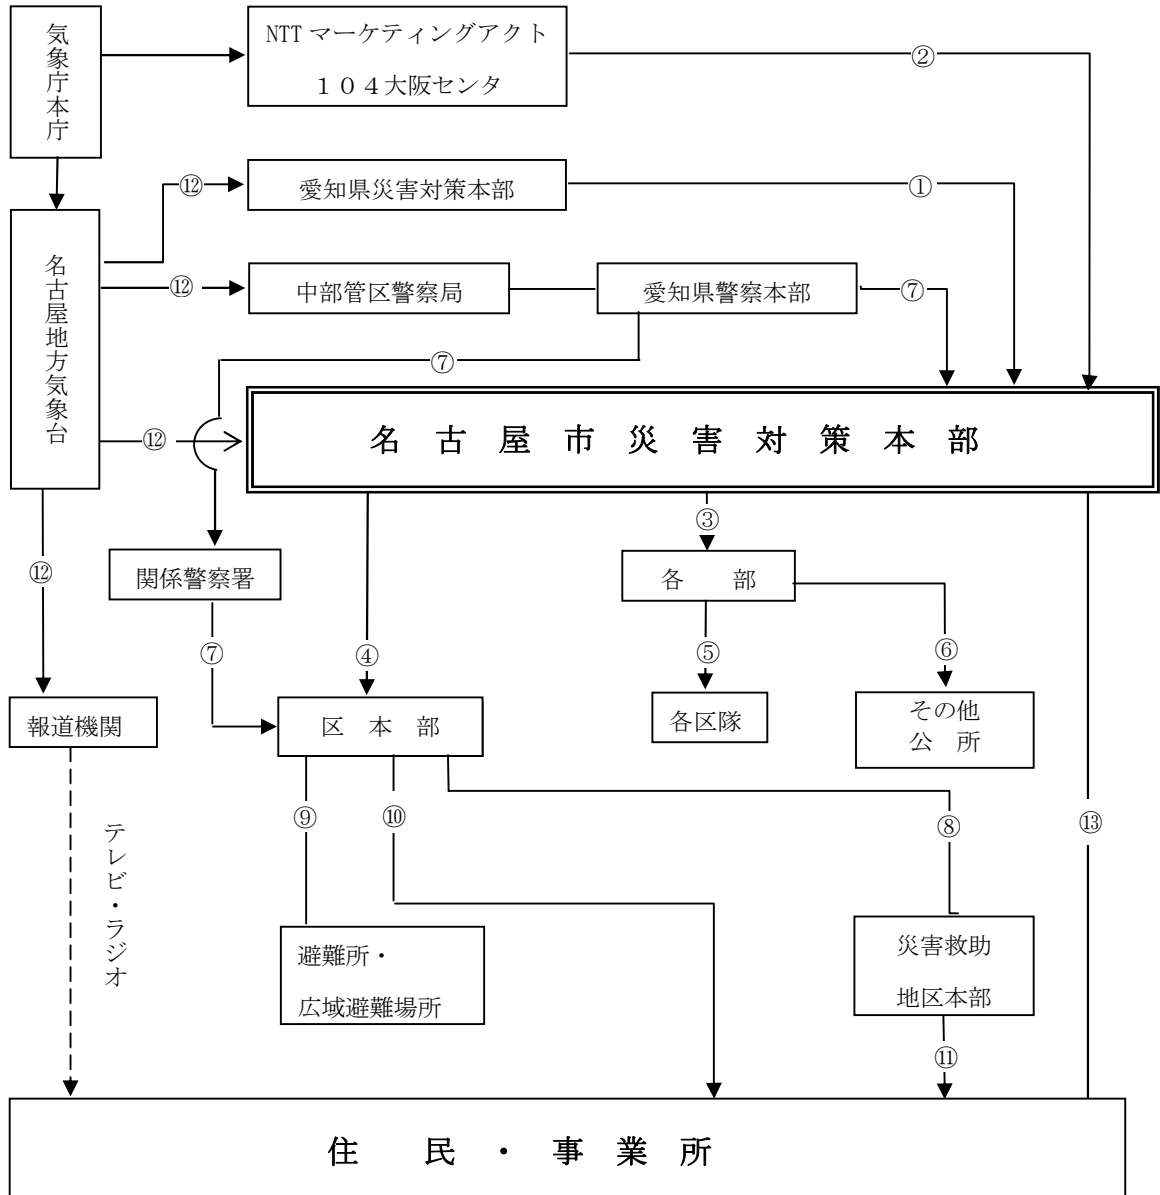 気象庁本庁
NTT マーケティングアクト
１０４大阪センタ
②
⑫
愛知県災害対策本部
①
名古屋地方気象台
⑫
中部管区警察局
愛知県警察本部
⑦
⑦
⑫
名古屋市災害対策本部
③
⑫
関係警察署
各　部
⑦
④
⑤
⑥
報道機関
区 本 部
各区隊
その他
公　所
⑨
⑩
⑧
⑬
テレビ・ラジオ
避難所・
広域避難場所
災害救助
地区本部
⑪
住　民・事業所